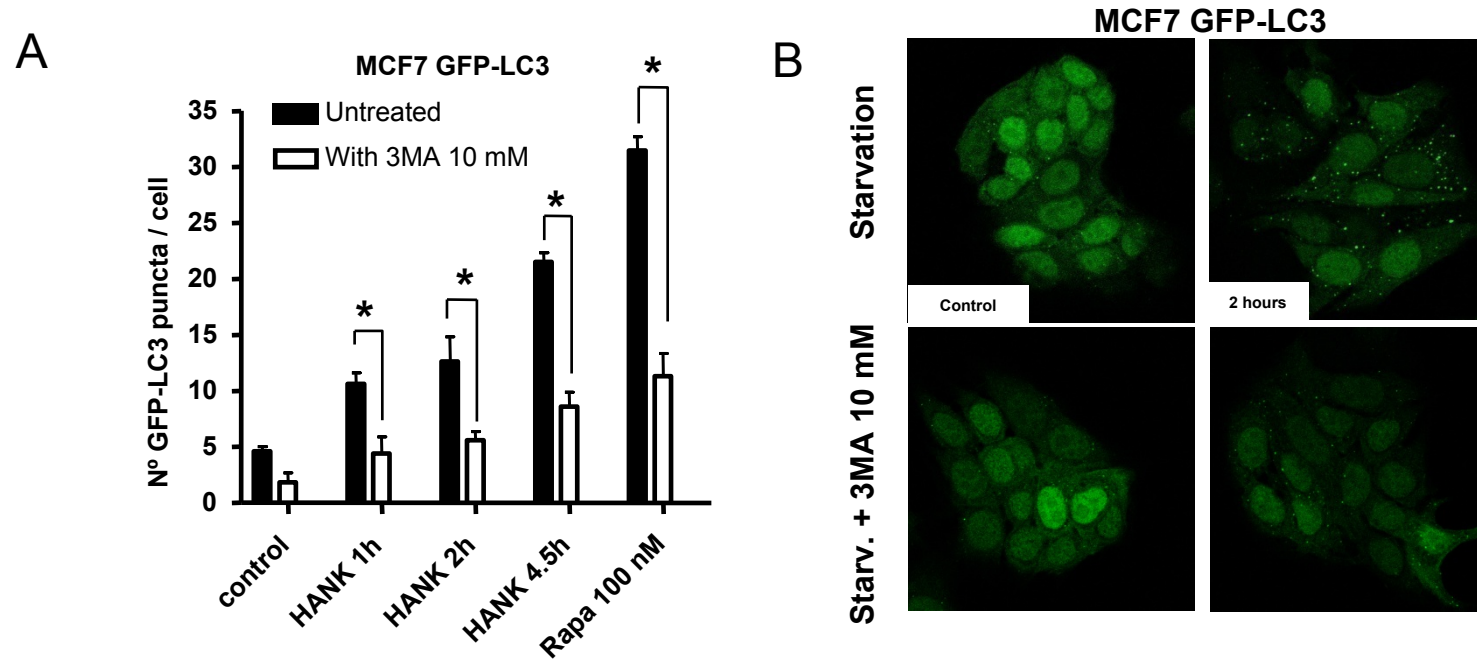 A
MCF7 GFP-LC3
Untreated
With 3MA 10 mM
*
*
*
*
35
30
25
20
15
10
5
0
Nº GFP-LC3 puncta / cell
control
HANK 1h
HANK 2h
HANK 4.5h
Rapa 100 nM
B
MCF7 GFP-LC3
Starvation
Control
2 hours
Starv. + 3MA 10 mM